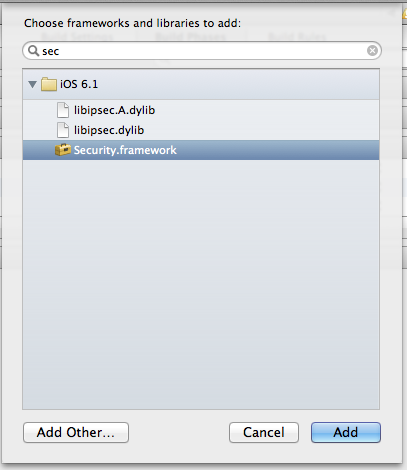 Choose frameworks and libraries to add:
sec
iOS 6.1
libipsec.A.dylib
libipsec.dylib
Security.framework
Add Other...
Cancel
Add